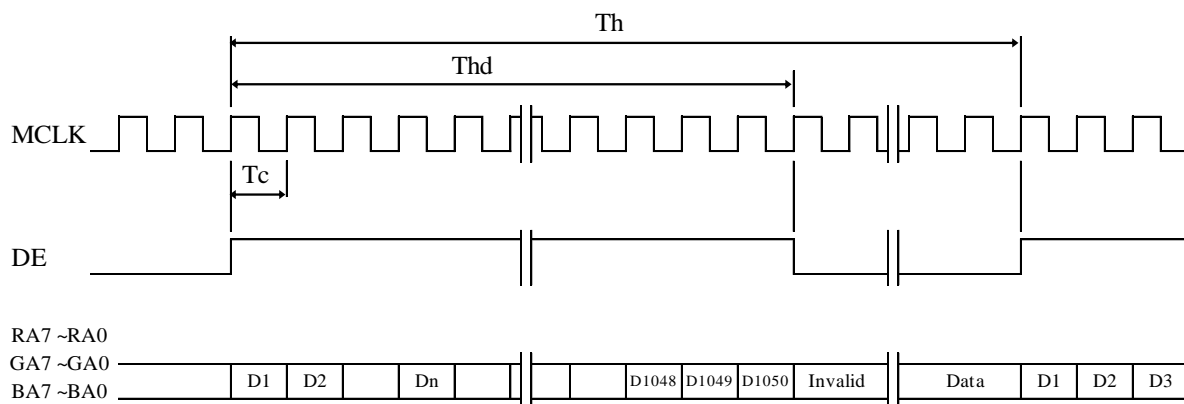 Th
Thd
MCLK
Tc
DE
RA7 ~RA0
GA7 ~GA0
BA7 ~BA0
D1 D2 Dn D1048 D1049 D1050 Invalid Data D1 D2 D3